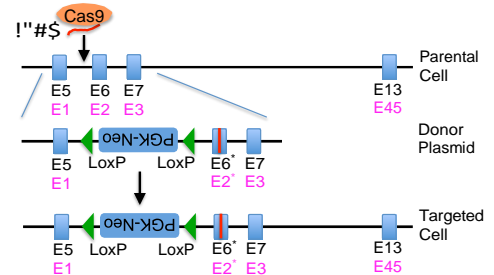 Cas9
!"#$
Parental
Cell
E5 E6 E7 E13
E1 E2 E3 E45
PGK-Neo
Donor
Plasmid
E5 LoxP LoxP E6* E7
E1 E2* E3
PGK-Neo
Targeted
Cell
E5 LoxP LoxP E6* E7 E13
E1 E2* E3 E45